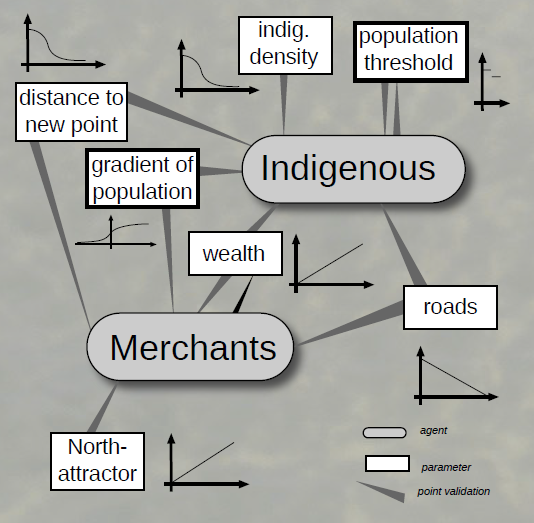 indig.
density
population
threshold
distance to
new point
gradient of
population
Indigenous
wealth
roads
Merchants
North-
attractor
agent
parameter
point validation